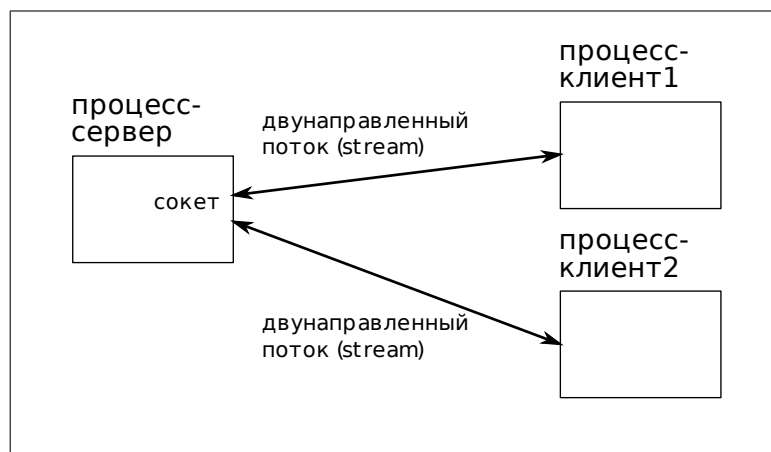 процесс-
сервер
сокет
двунаправленный
поток (stream)
процесс-
клиент1
двунаправленный
поток (stream)
процесс-
клиент2